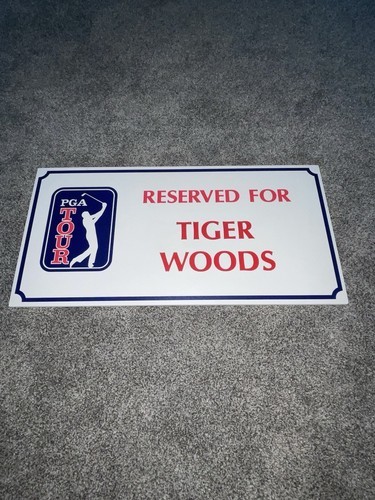 PGA
TOUR
RESERVED FOR
TIGER
WOODS